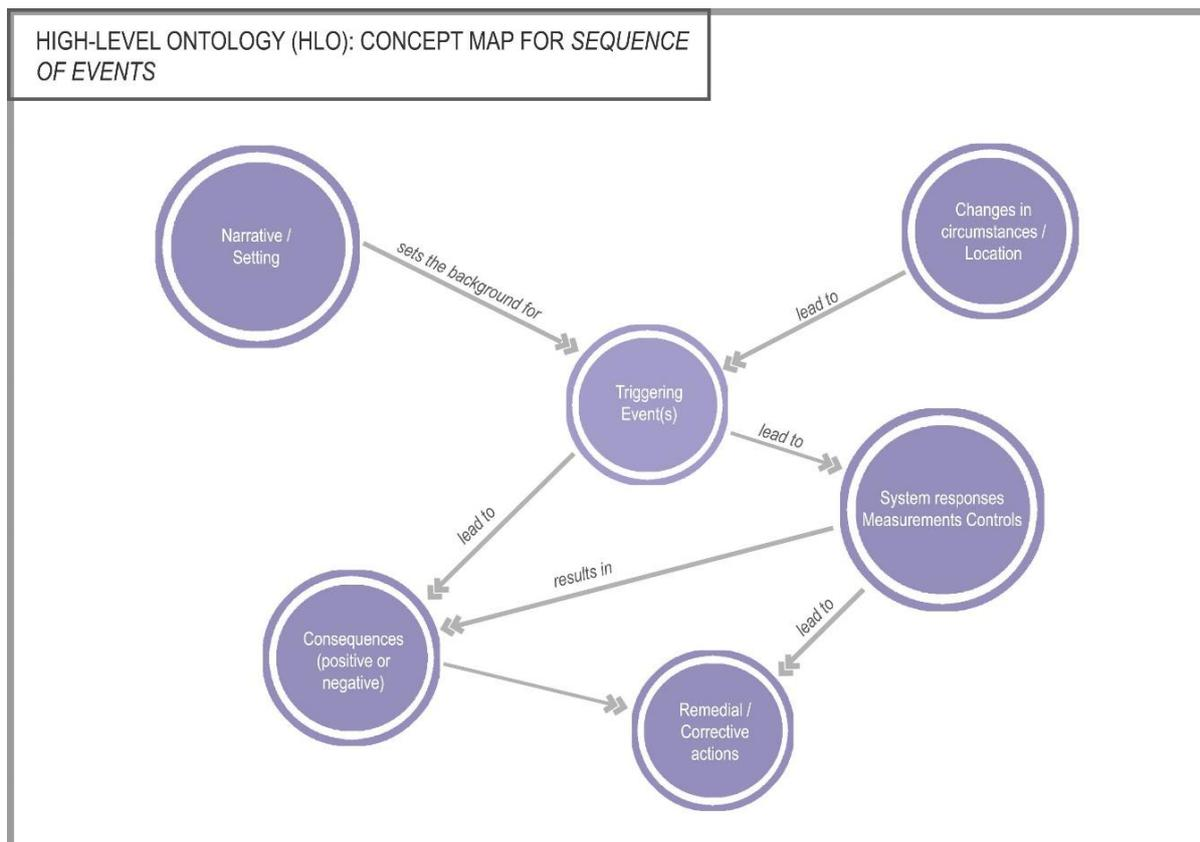 HIGH-LEVEL ONTOLOGY (HLO): CONCEPT MAP FOR SEQUENCE
OF EVENTS
Narrative /
Setting
Changes in
circumstances /
Location
sets the background for
lead to
Triggering
Event(s)
lead to
System responses
Measurements Controls
lead to
results in
lead to
Consequences
(positive or
negative)
Remedial /
Corrective
actions